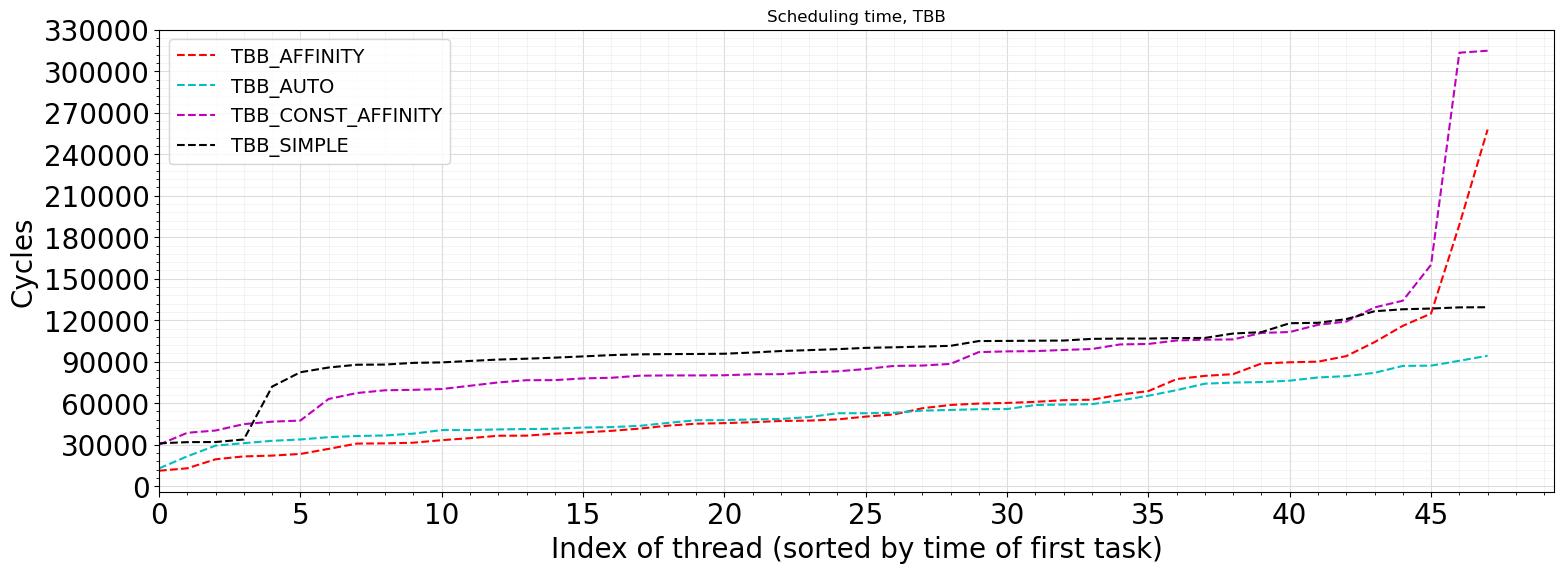 Scheduling time, TBB
330000
300000
270000
240000
210000
180000
150000
120000
90000
60000
30000
0
Cycles
TBB_AFFINITY
TBB_AUTO
TBB_CONST_AFFINITY
TBB_SIMPLE
0 5 10 15 20 25 30 35 40 45
Index of thread (sorted by time of first task)